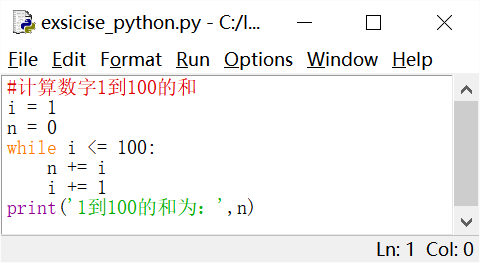 exsicise_python.py - C:/I...
File Edit Format Run Options Window Help
#计算数字1到100的和
i = 1
n = 0
while i <= 100:
    n += i
    i += 1
print('1到100的和为：',n)
Ln: 1 Col: 0